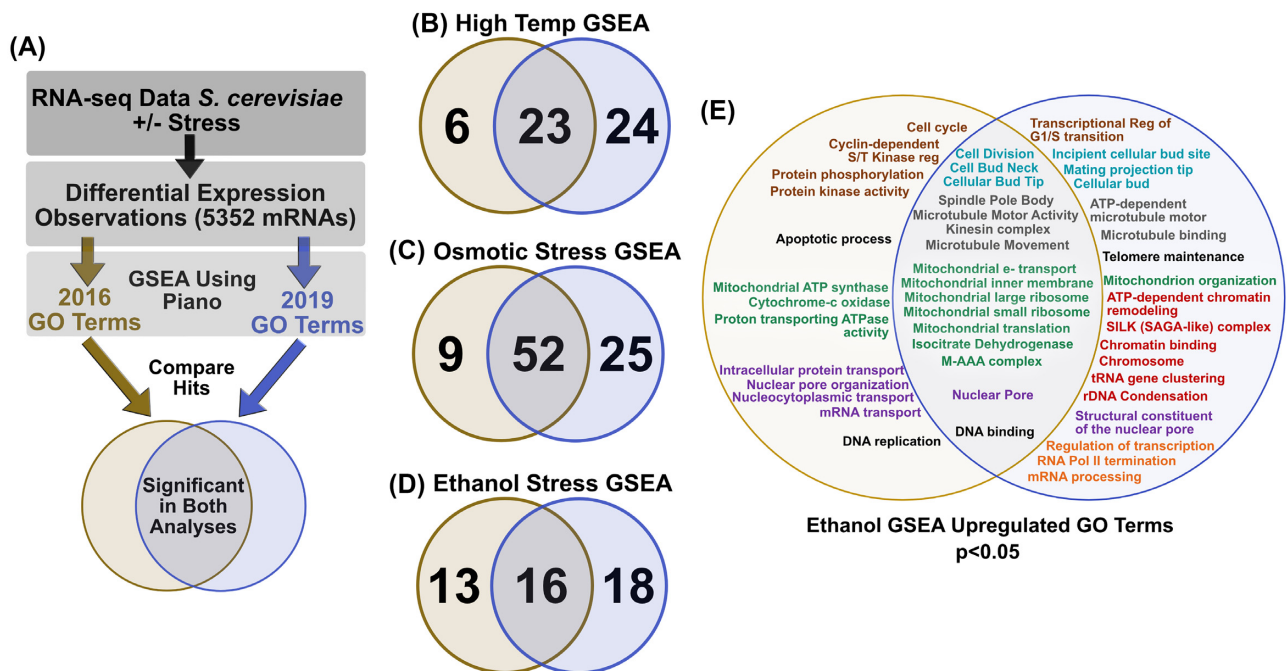 (A)
RNA-seq Data S. cerevisiae
+/- Stress
Differential Expression
Observations (5352 mRNAs)
GSEA Using
Piano
2016
GO Terms
2019
GO Terms
Compare
Hits
Significant
in Both
Analyses
(B) High Temp GSEA
6 23 24
(C) Osmotic Stress GSEA
9 52 25
(D) Ethanol Stress GSEA
13 16 18
(E)
Cell cycle
Cyclin-dependent
S/T Kinase reg
Protein phosphorylation
Protein kinase activity
Apoptotic process
Mitochondrial ATP synthase
Cytochrome-c oxidase
Proton transporting ATPase
activity
Intracellular protein transport
Nuclear pore organization
Nucleocytoplasmic transport
mRNA transport
DNA replication
Cell Division
Cell Bud Neck
Cellular Bud Tip
Spindle Pole Body
Microtubule Motor Activity
Kinesin complex
Microtubule Movement
Mitochondrial e- transport
Mitochondrial inner membrane
Mitochondrial large ribosome
Mitochondrial small ribosome
Mitochondrial translation
Isocitrate Dehydrogenase
M-AAA complex
Nuclear Pore
DNA binding
Transcriptional Reg of
G1/S transition
Incipient cellular bud site
Mating projection tip
Cellular bud
ATP-dependent
microtubule motor
Microtubule binding
Telomere maintenance
Mitochondrion organization
ATP-dependent chromatin
remodeling
SILK (SAGA-like) complex
Chromatin binding
Chromosome
tRNA gene clustering
rDNA Condensation
Structural constituent
of the nuclear pore
Regulation of transcription
RNA Pol II termination
mRNA processing
Ethanol GSEA Upregulated GO Terms
p<0.05